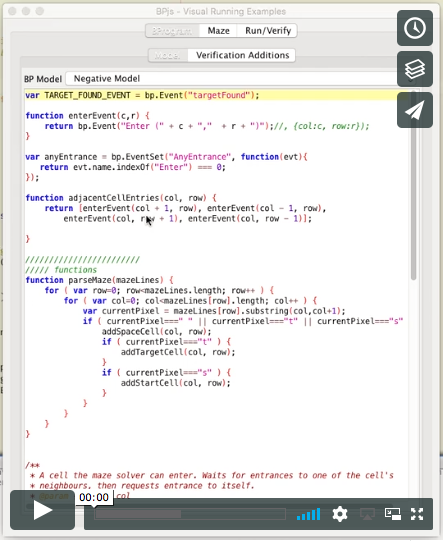 BPjs - Visual Running Examples
BProgram Maze Run/Verify
Model Verification Additions
BP Model Negative Model
var TARGET_FOUND_EVENT = bp.Event("targetFound");
function enterEvent(c,r) {
return bp.Event("Enter (" + c + "," + r + ")");//, {col:c, row:r});
}
var anyEntrance = bp.EventSet("AnyEntrance", function(evt){
return evt.name.indexOf("Enter") === 0;
});
function adjacentCellEntries(col, row) {
return [enterEvent(col + 1, row), enterEvent(col - 1, row),
enterEvent(col, row + 1), enterEvent(col, row - 1)];
}
////////////////////////
///// functions
function parseMaze(mazeLines) {
for ( var row=0; row<mazeLines.length; row++ ) {
for ( var col=0; col<mazeLines[row].length; col++ ) {
var currentPixel = mazeLines[row].substring(col,col+1);
if ( currentPixel===" " || currentPixel==="t" || currentPixel==="s"
addSpaceCell(col, row);
if ( currentPixel==="t" ) {
addTargetCell(col, row);
}
if ( currentPixel==="s" ) {
addStartCell(col, row);
}
}
}
}
}
/**
* A cell the maze solver can enter. Waits for entrances to one of the cell's
* neighbours, then requests entrance to itself.
col
00:00